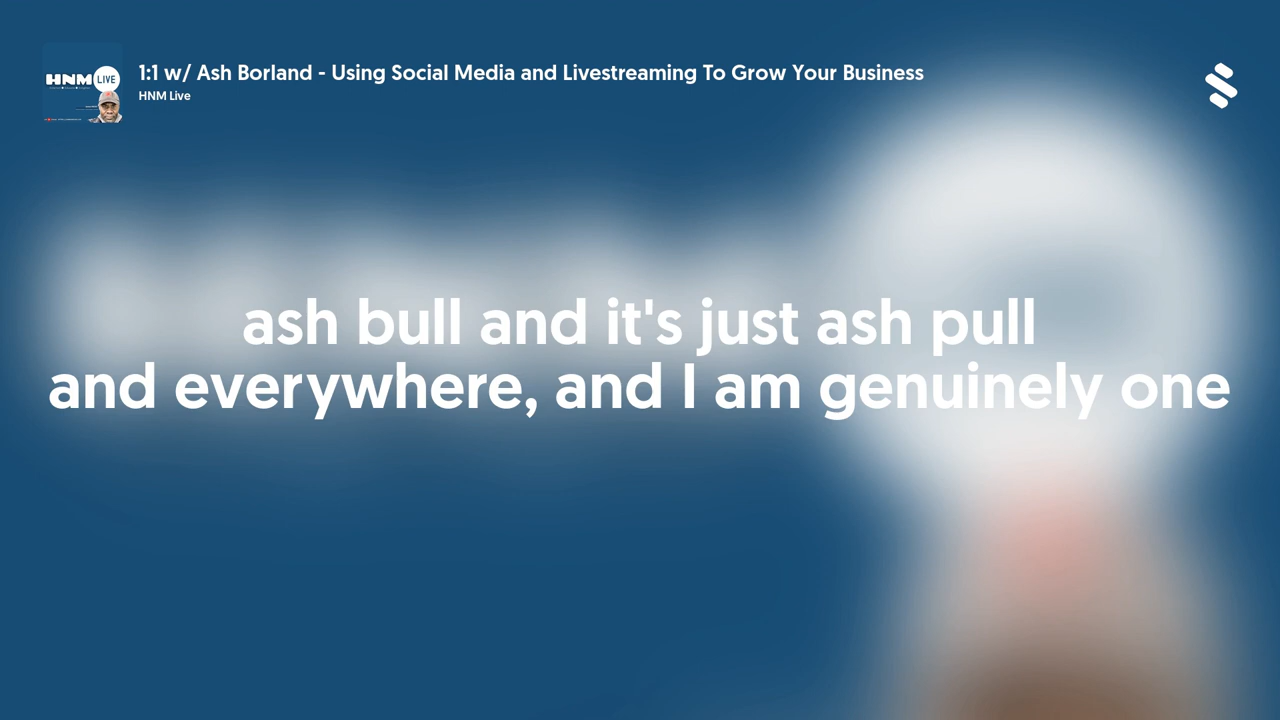 HNM LIVE
1:1 w/ Ash Borland - Using Social Media and Livestreaming To Grow Your Business
HNM Live
ash bull and it's just ash pull
and everywhere, and I am genuinely one